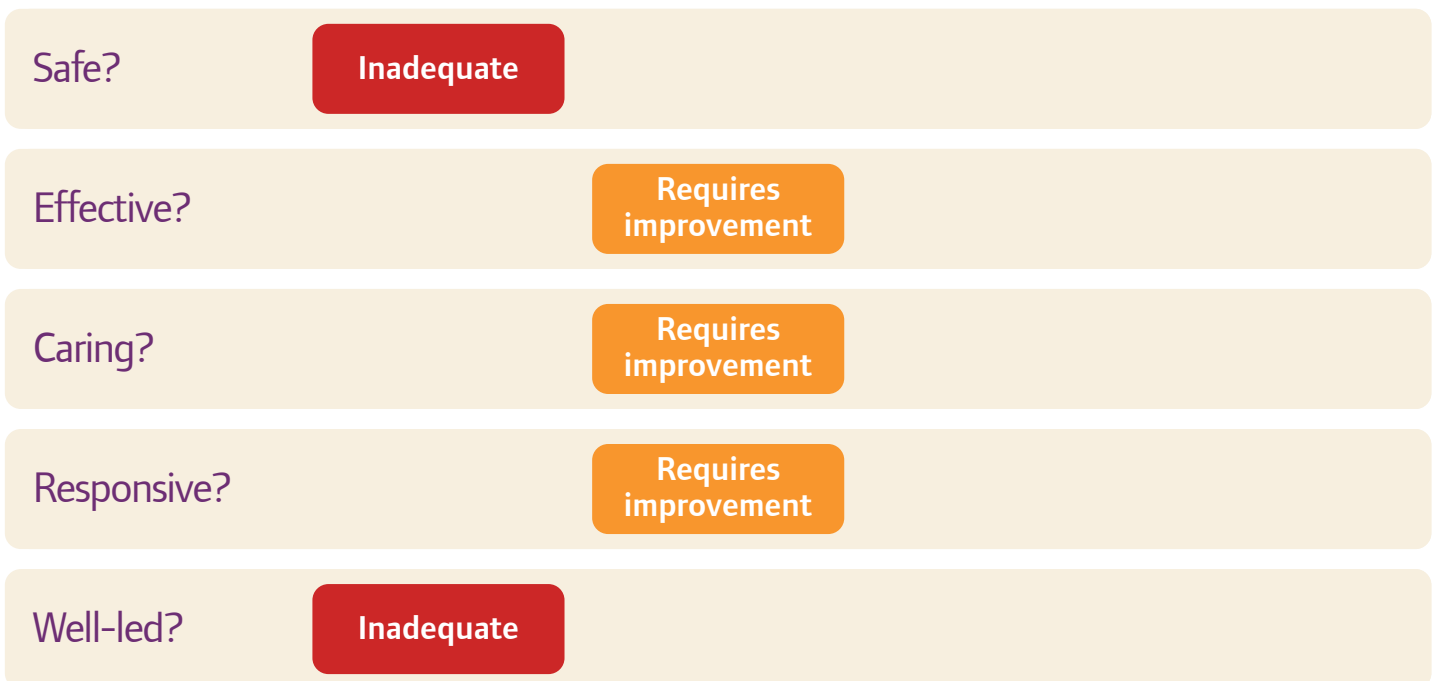 Safe?
Inadequate
Effective?
Requires
improvement
Caring?
Requires
improvement
Responsive?
Requires
improvement
Well-led?
Inadequate